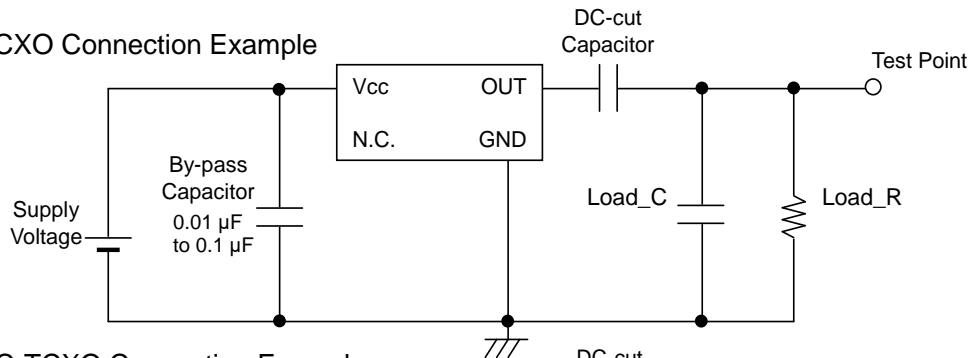 CXO Connection Example
DC-cut
Capacitor
Test Point
Vcc
OUT
N.C.
GND
By-pass
Capacitor
0.01 µF
to 0.1 µF
Supply
Voltage
Load_C
Load_R
DC-cut